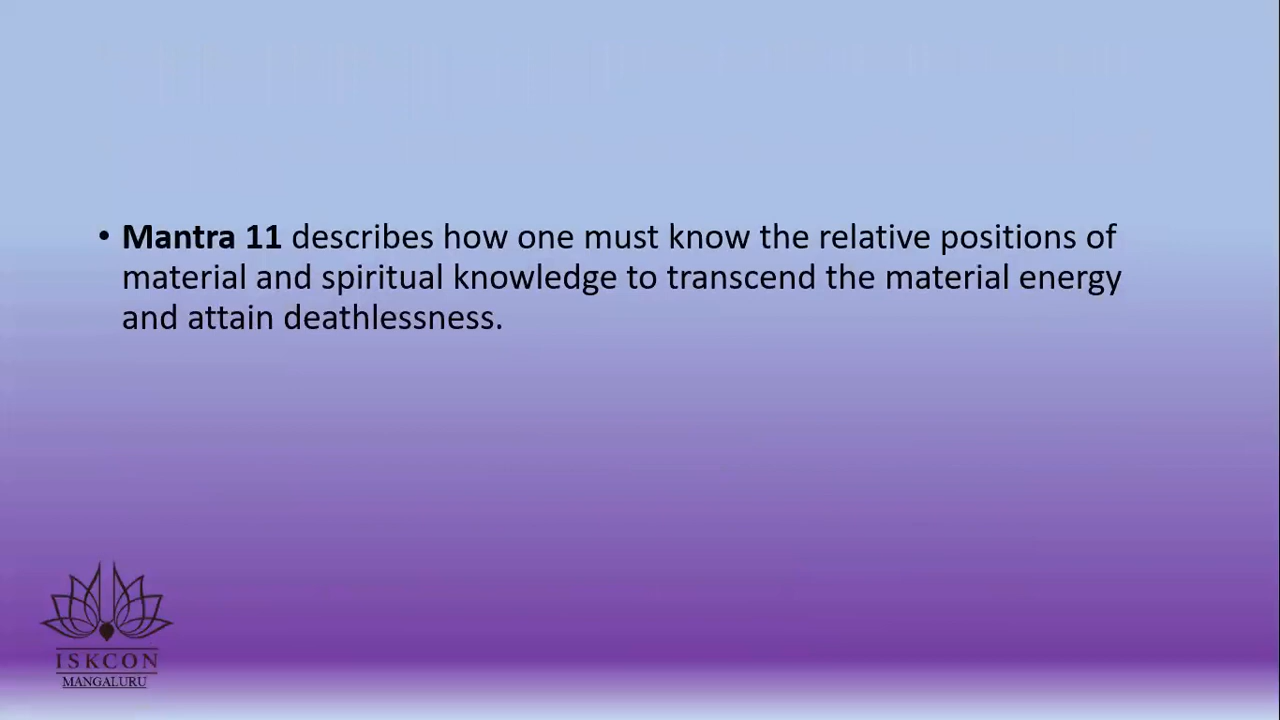 • Mantra 11 describes how one must know the relative positions of
material and spiritual knowledge to transcend the material energy
and attain deathlessness.
ISKCON
MANGALURU